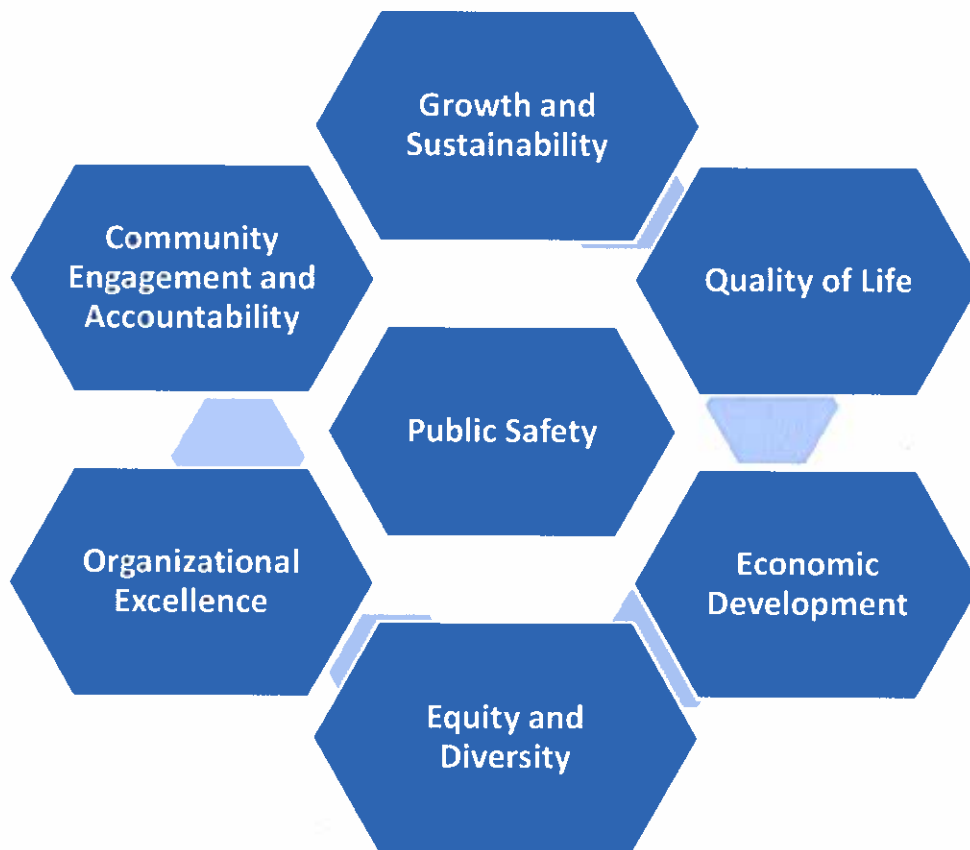 Growth and
Sustainability
Community
Engagement and
Accountability
Quality of Life
Public Safety
Organizational
Excellence
Economic
Development
Equity and
Diversity